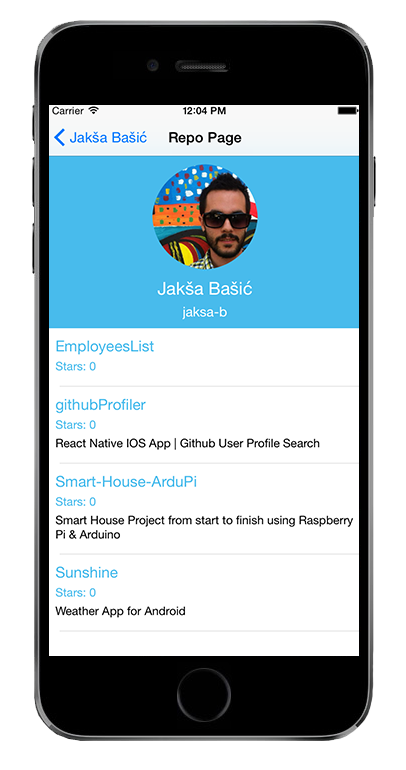 Carrier 12:04 PM
Jakša Bašić Repo Page
Jakša Bašić
jaksa-b
EmployeesList
Stars: 0
githubProfiler
Stars: 0
React Native IOS App | Github User Profile Search
Smart-House-ArduPi
Stars: 0
Smart House Project from start to finish using Raspberry
Pi & Arduino
Sunshine
Stars: 0
Weather App for Android